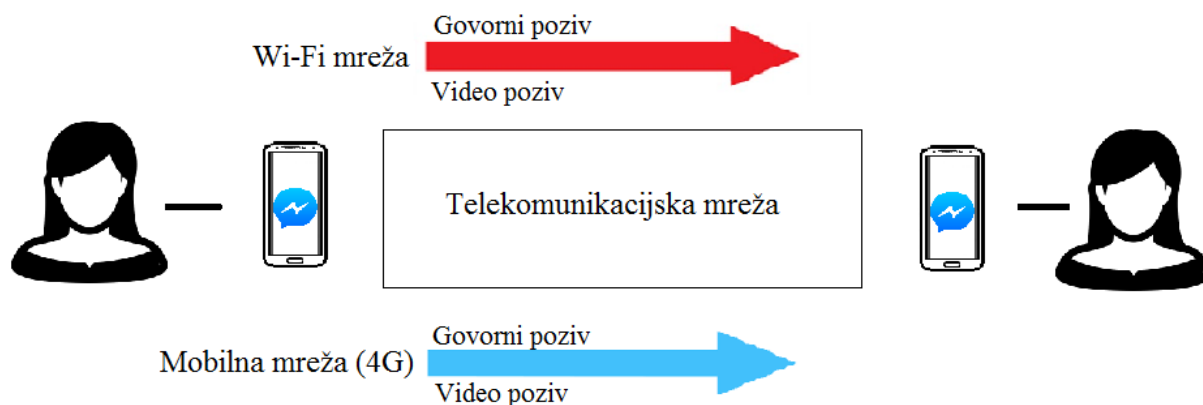 Govorni poziv
Wi-Fi mreža
Video poziv
Telekomunikacijska mreža
Govorni poziv
Mobilna mreža (4G)
Video poziv